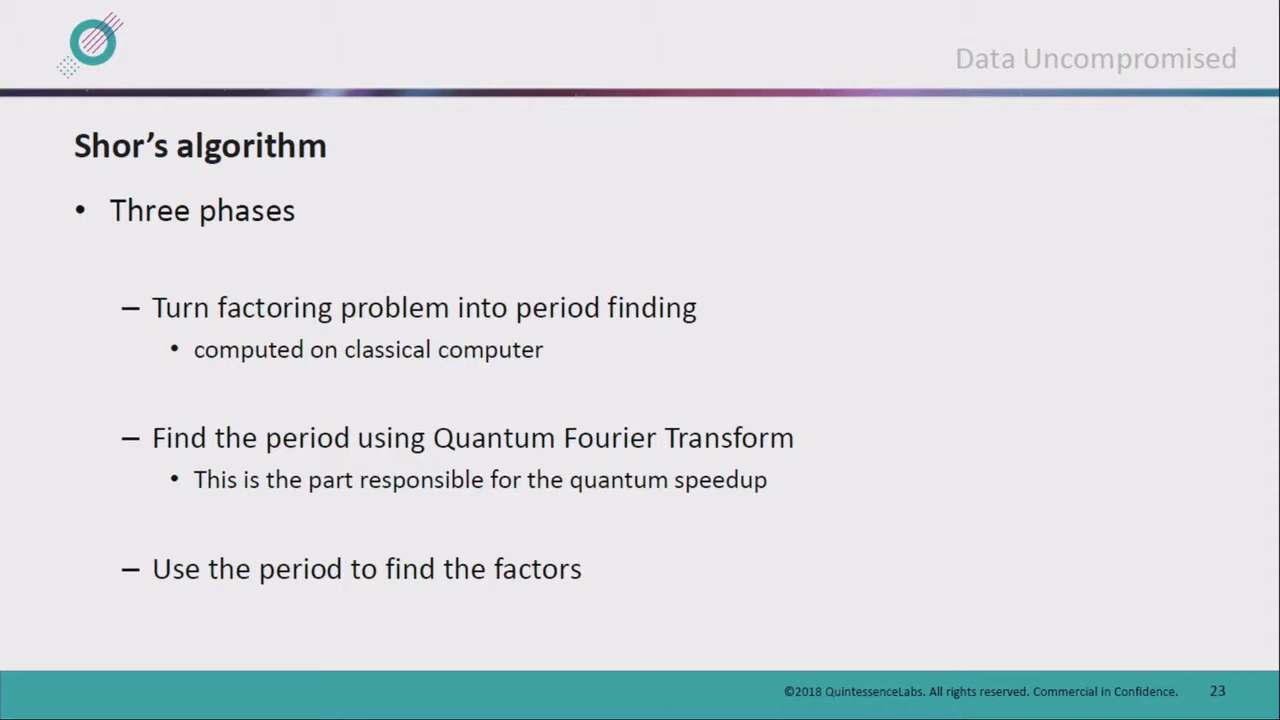 Data Uncompromised
Shor's algorithm
• Three phases
– Turn factoring problem into period finding
• computed on classical computer
– Find the period using Quantum Fourier Transform
• This is the part responsible for the quantum speedup
– Use the period to find the factors
©2018 QuintessenceLabs. All rights reserved. Commercial in Confidence. 23